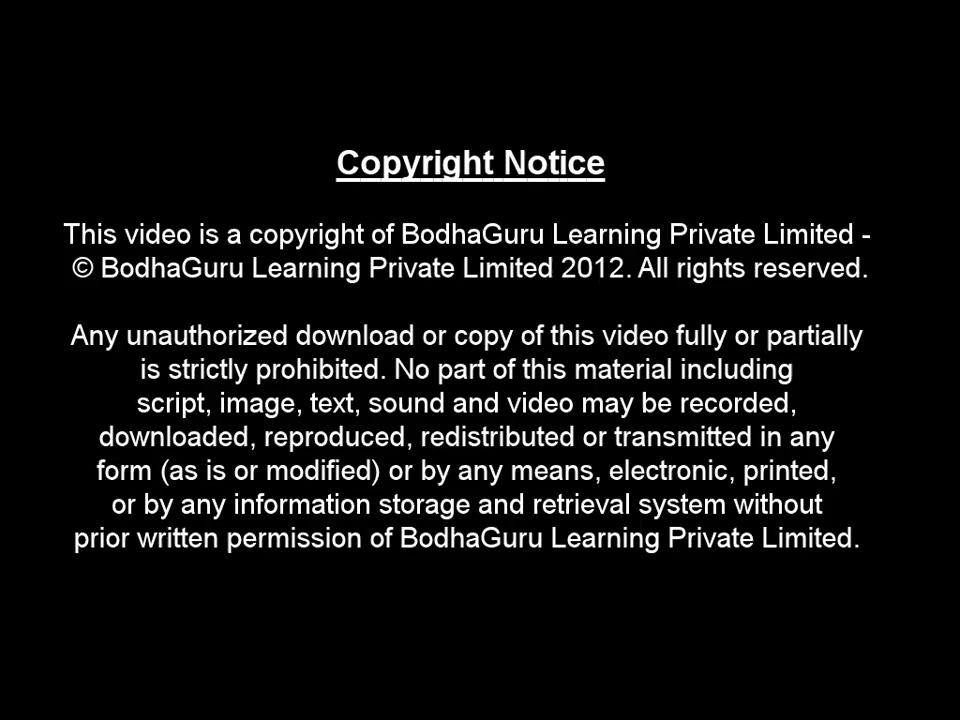 Copyright Notice
This video is a copyright of BodhaGuru Learning Private Limited -
© BodhaGuru Learning Private Limited 2012. All rights reserved.
Any unauthorized download or copy of this video fully or partially
is strictly prohibited. No part of this material including
script, image, text, sound and video may be recorded,
downloaded, reproduced, redistributed or transmitted in any
form (as is or modified) or by any means, electronic, printed,
or by any information storage and retrieval system without
prior written permission of BodhaGuru Learning Private Limited.